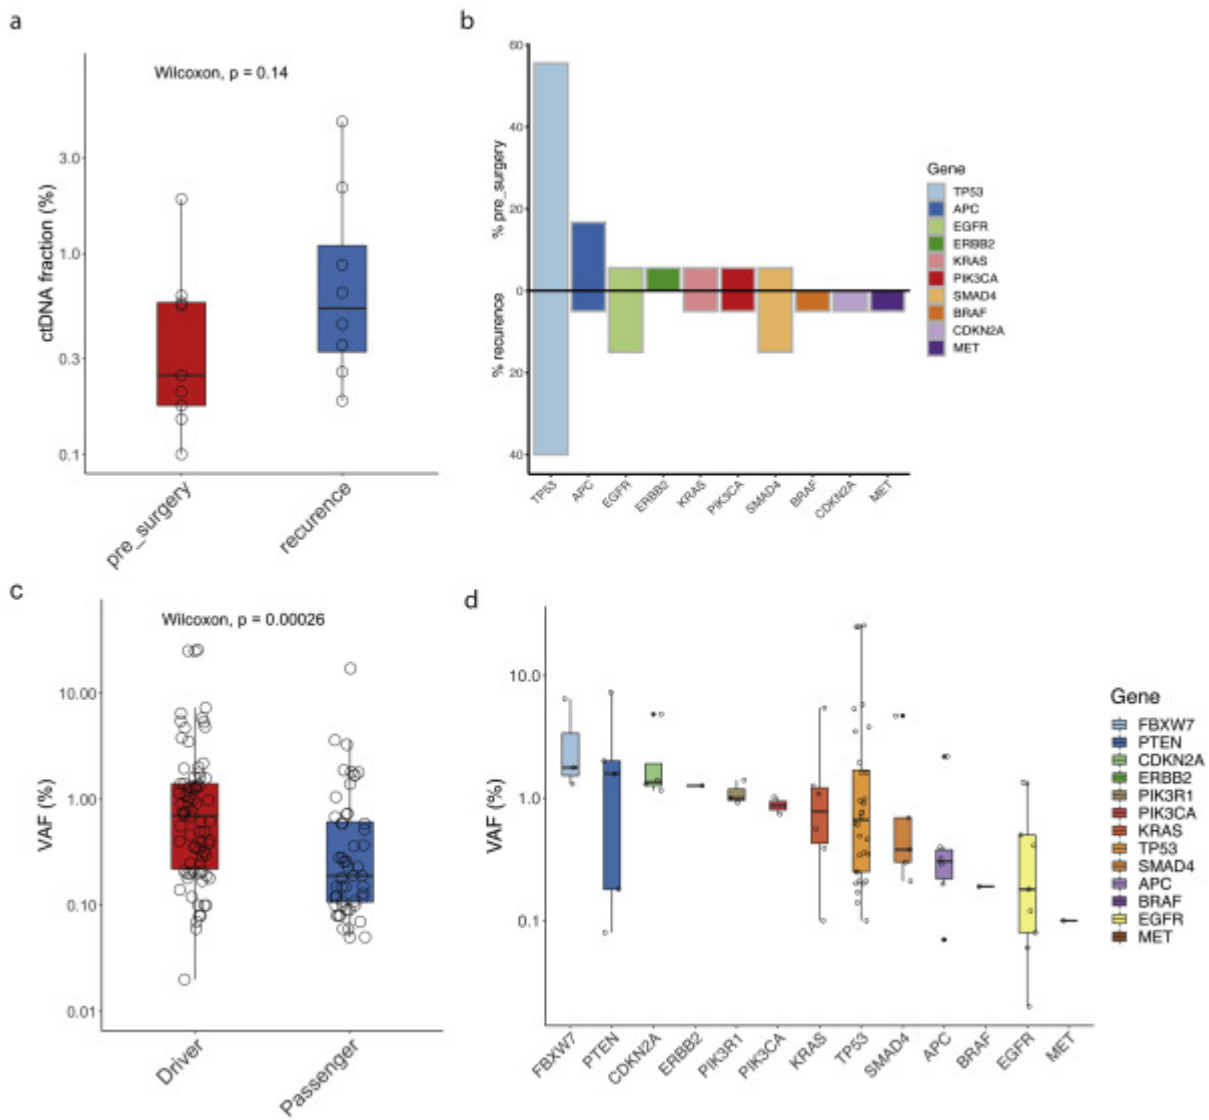 a
Wilcoxon, p = 0.14
ctDNA fraction (%)
3.0
1.0
0.3
0.1
pre_surgery
recurence
b
% pre_surgery
% recurence
60
40
20
0
20
40
TP53
APC
EGFR
ERBB2
KRAS
PIK3CA
SMAD4
BRAF
CDKN2A
MET
Gene
TP53
APC
EGFR
ERBB2
KRAS
PIK3CA
SMAD4
BRAF
CDKN2A
MET
c
Wilcoxon, p = 0.00026
VAF (%)
10.00
1.00
0.10
0.01
Driver
Passenger
d
VAF (%)
10.0
1.0
0.1
FBXW7
PTEN
CDKN2A
ERBB2
PIK3R1
PIK3CA
KRAS
TP53
SMAD4
APC
BRAF
EGFR
MET
Gene
FBXW7
PTEN
CDKN2A
ERBB2
PIK3R1
PIK3CA
KRAS
TP53
SMAD4
APC
BRAF
EGFR
MET